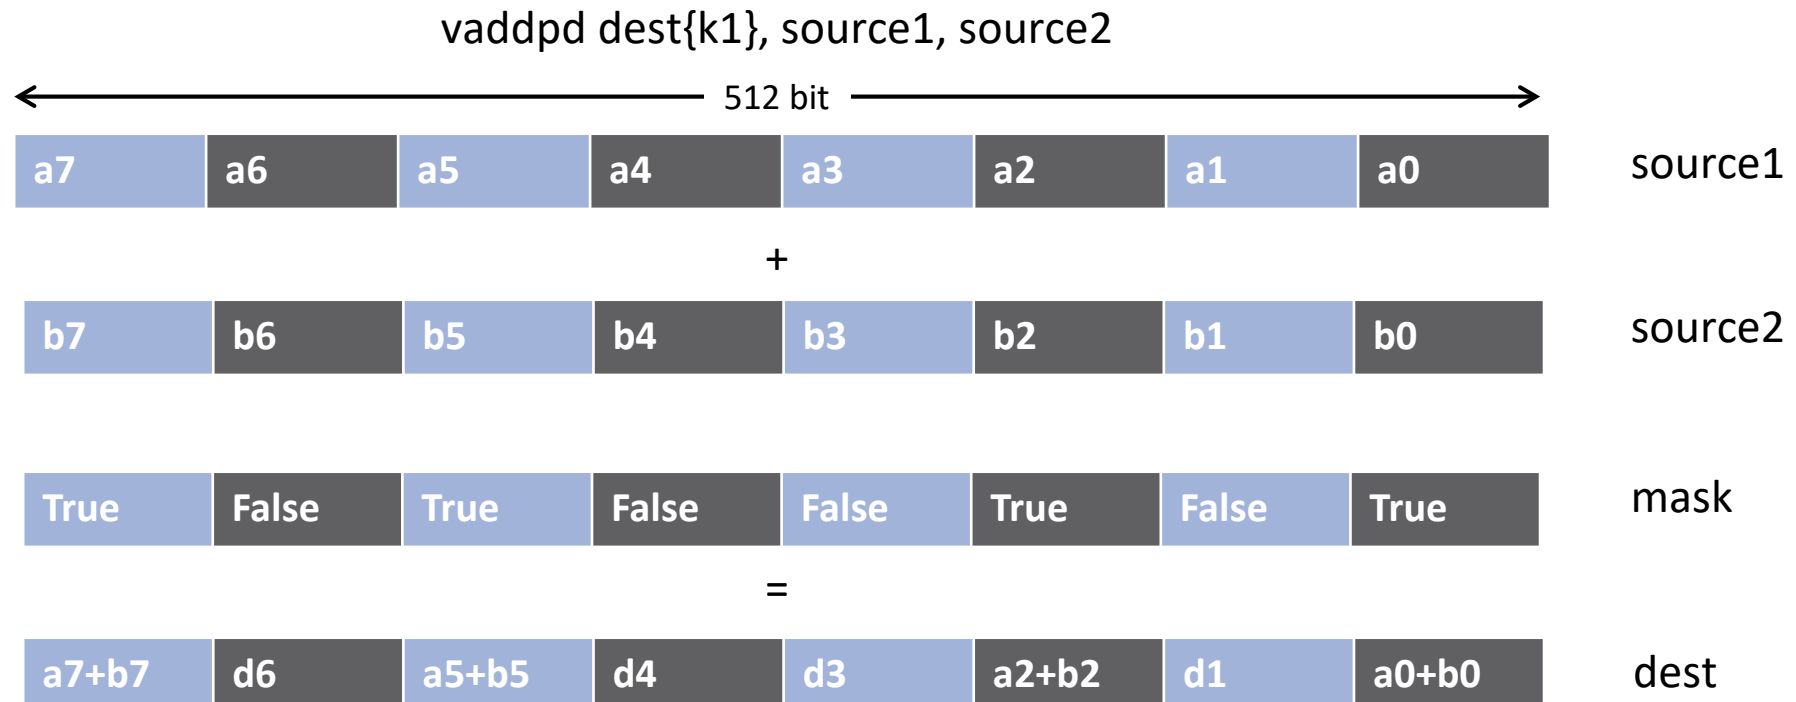 vaddpd dest{k1}, source1, source2
512 bit
a7 a6 a5 a4 a3 a2 a1 a0 source1
+
b7 b6 b5 b4 b3 b2 b1 b0 source2
True False True False False True False True mask
=
a7+b7 d6 a5+b5 d4 d3 a2+b2 d1 a0+b0 dest